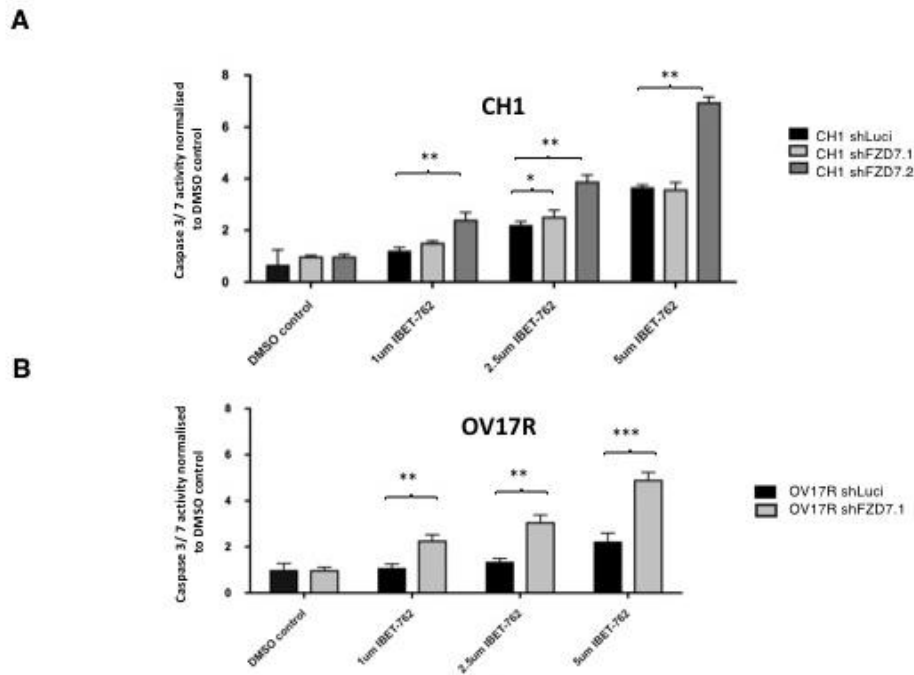 A
CH1
Caspase 3/ 7 activity normalised
to DMSO control
8
6
4
2
0
**
*
**
**
DMSO control
1um IBET-762
2.5um IBET-762
5um IBET-762
CH1 shLuci
CH1 shFZD7.1
CH1 shFZD7.2
B
OV17R
Caspase 3/ 7 activity normalised
to DMSO control
8
6
4
2
0
**
**
***
DMSO control
1um IBET-762
2.5um IBET-762
5um IBET-762
OV17R shLuci
OV17R shFZD7.1